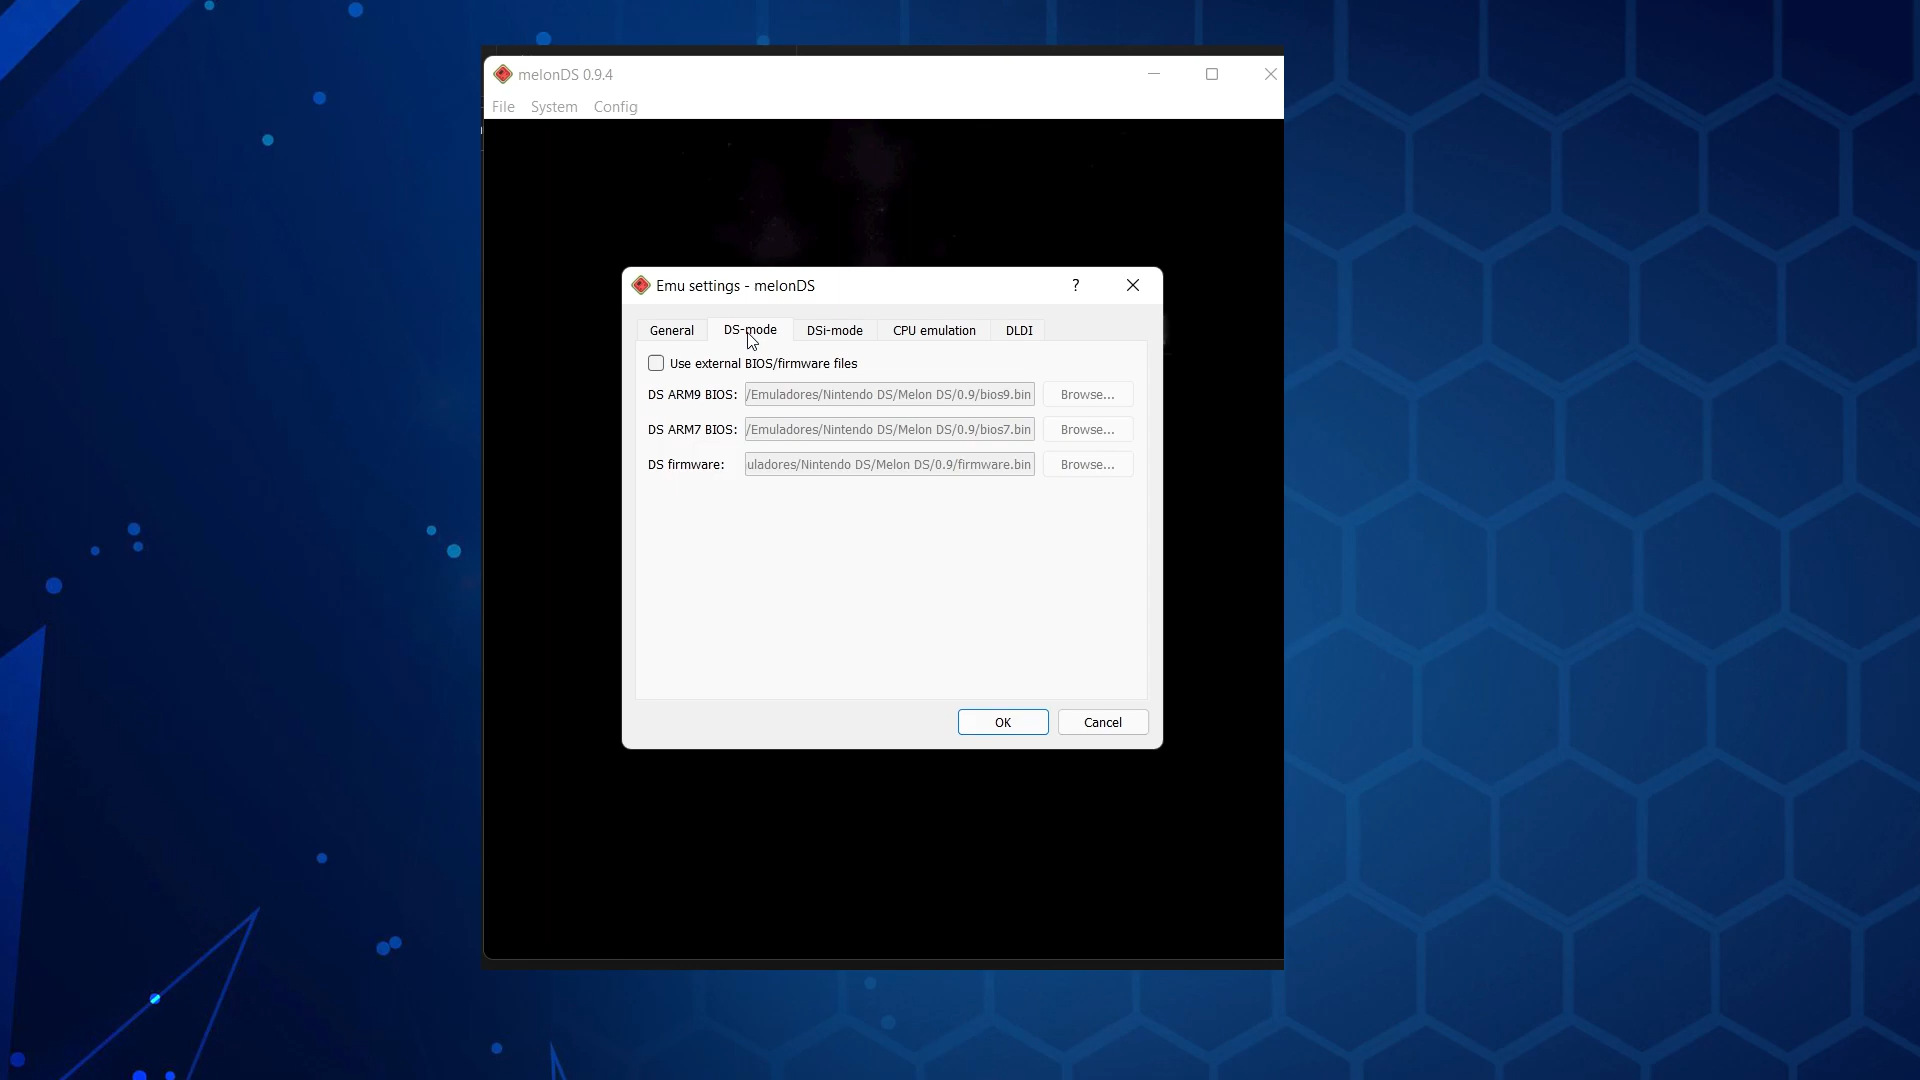 melonDS 0.9.4
File System Config
Emu settings - melonDS ?
General DS-mode DSi-mode CPU emulation DLDI
Use external BIOS/firmware files
DS ARM9 BIOS: /Emuladores/Nintendo DS/Melon DS/0.9/bios9.bin Browse...
DS ARM7 BIOS: /Emuladores/Nintendo DS/Melon DS/0.9/bios7.bin Browse...
DS firmware: uladores/Nintendo DS/Melon DS/0.9/firmware.bin Browse...
OK Cancel